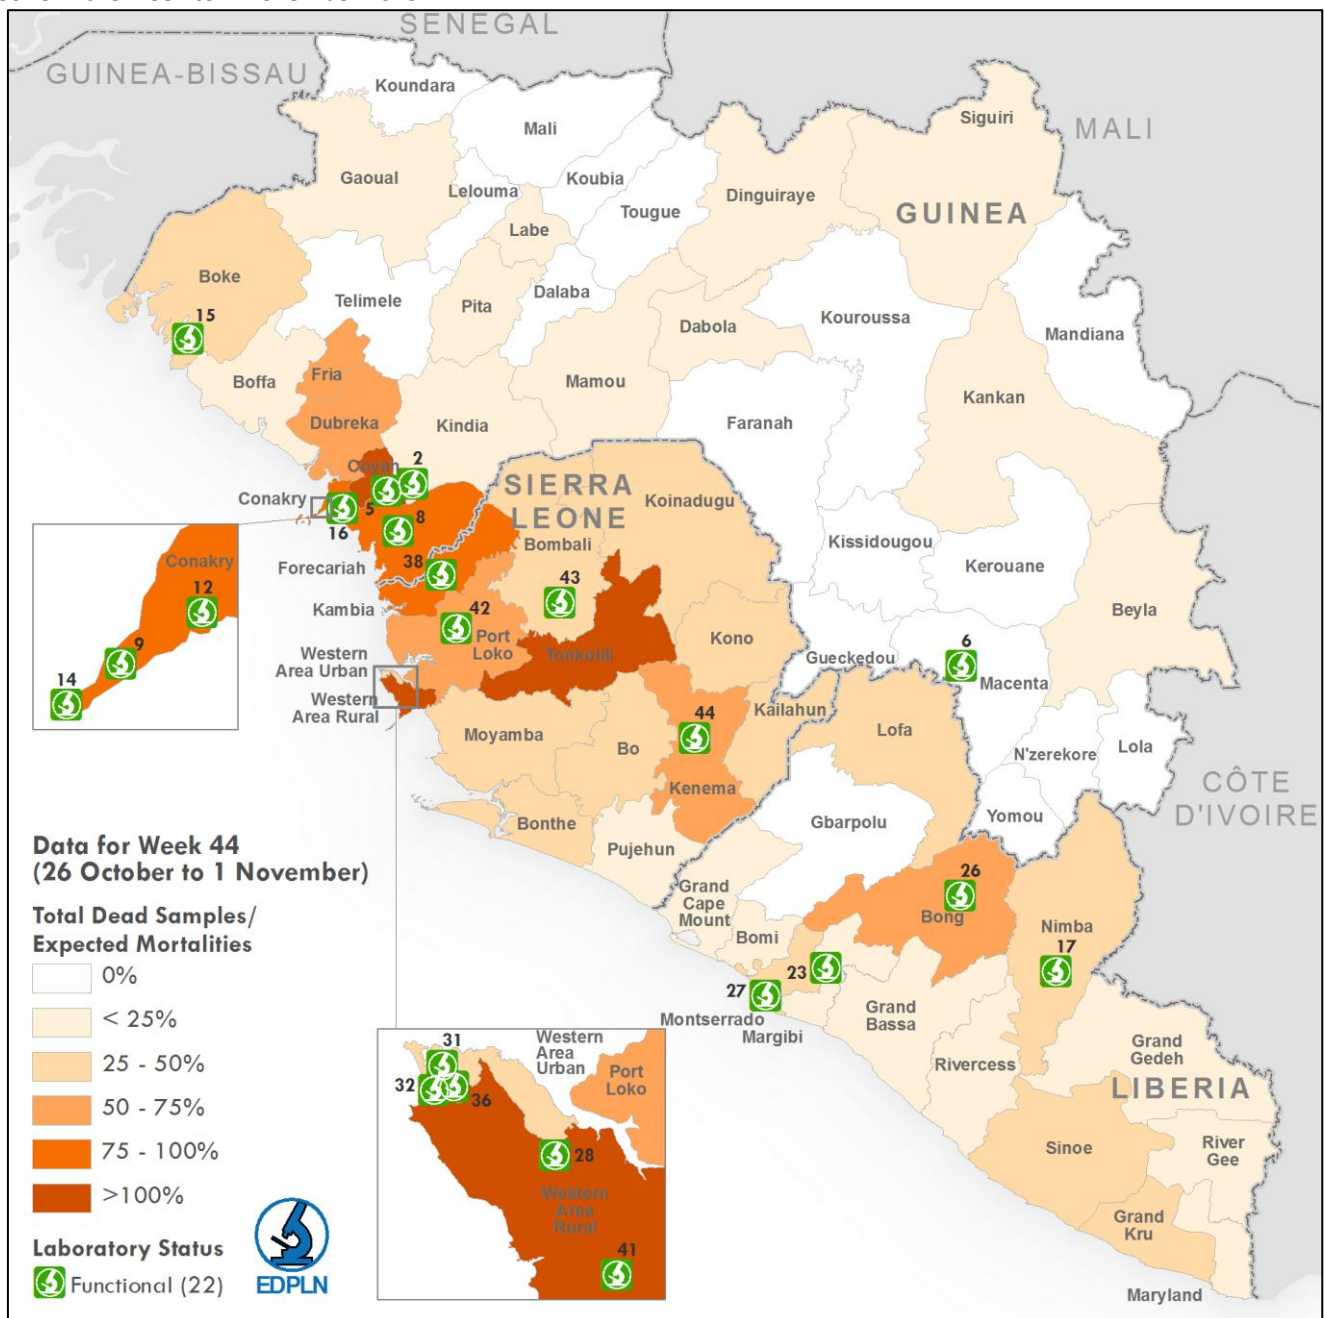 SENEGAL
GUINEA-BISSAU
Koundara
Mali
Siguiri
MALI
Gaoual
Koubia
Lelouma
Dinguiraye
Tougue
GUINEA
Labe
Boke
Telimele
Pita
Dalaba
Kouroussa
Mandiana
15
Dabola
Fria
Boffa
Mamou
Kankan
Dubreka
Kindia
Faranah
2
Conakry
5
8
16
SIERRA
LEONE
Koinadugu
Bombali
Kissidougou
Kerouane
Forecariah
38
43
Beyla
Kambia
42
Port
Loko
Kono
Tonkolili
Gueckedou
6
Macenta
Western
Area Urban
Western
Area Rural
Kailahun
44
Moyamba
Bo
Lofa
N'zerekore
Lola
CÔTE
D'IVOIRE
Kenema
Bonthe
Gbarpolu
Yomou
Pujehun
26
Bong
Grand
Cape
Mount
Bomi
Nimba
17
23
27
Montserrado
Margibi
Grand
Bassa
Rivercess
Grand
Gedeh
LIBERIA
Sinoe
River
Gee
Grand
Kru
Maryland
Conakry
12
9
14
Data for Week 44
(26 October to 1 November)
Total Dead Samples/
Expected Mortalities
0%
< 25%
25 - 50%
50 - 75%
75 - 100%
>100%
Laboratory Status
Functional (22)
EDPLN
31
Western
Area
Urban
Port
Loko
32
36
28
Western
Area
Rural
41